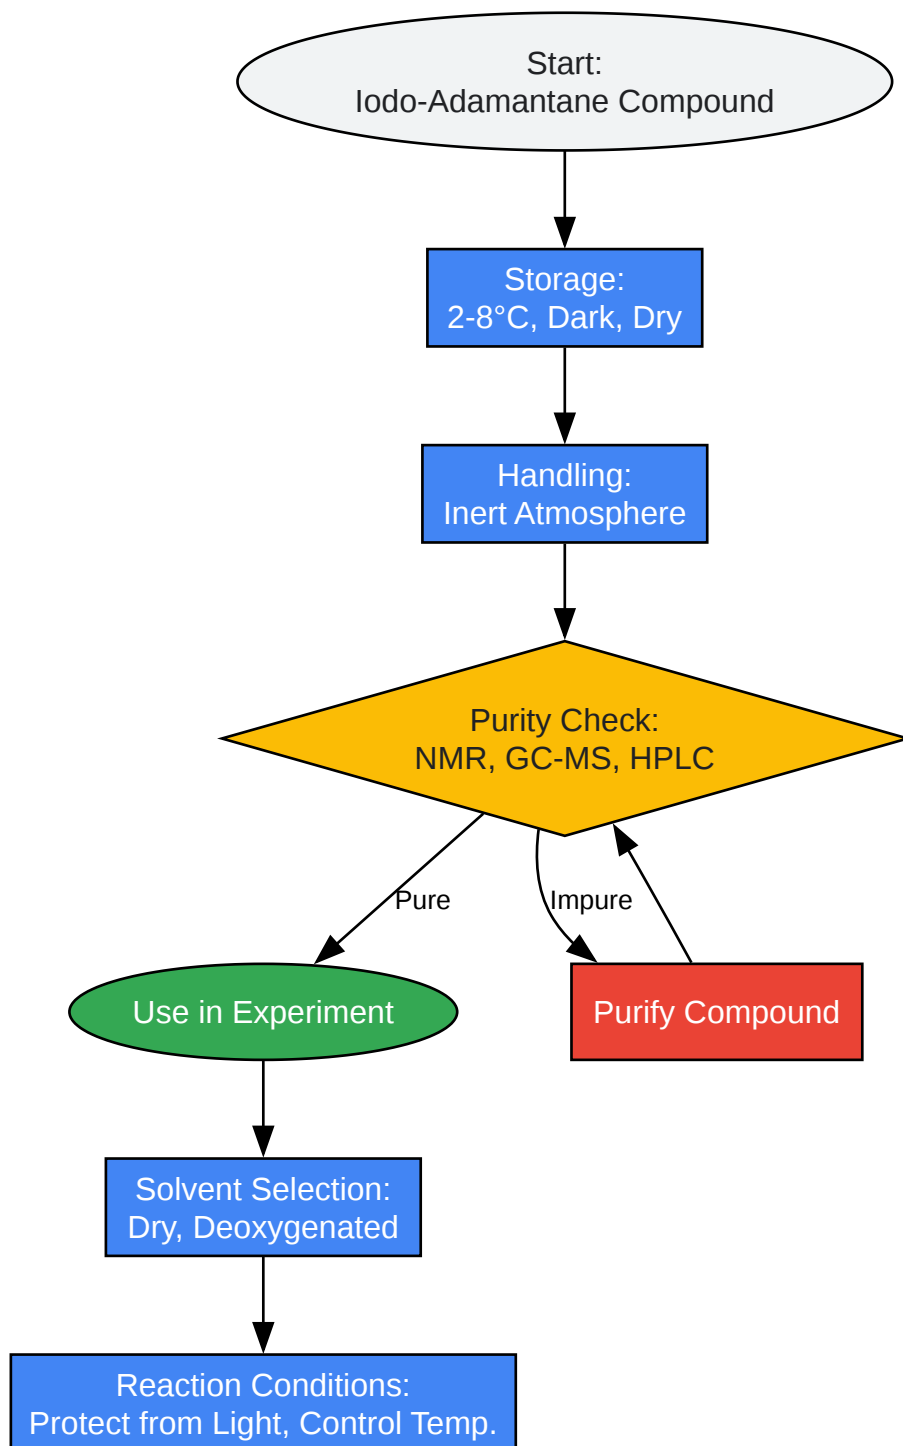 Start:
Iodo-Adamantane Compound
Storage:
2-8°C, Dark, Dry
Handling:
Inert Atmosphere
Purity Check:
NMR, GC-MS, HPLC
Pure
Impure
Use in Experiment
Purify Compound
Solvent Selection:
Dry, Deoxygenated
Reaction Conditions:
Protect from Light, Control Temp.